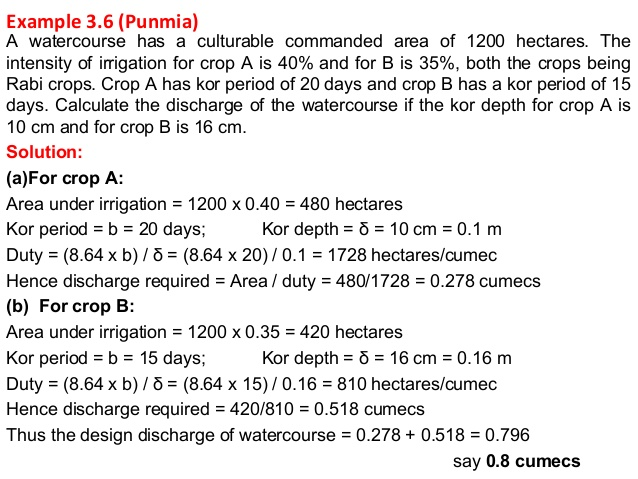 Example 3.6 (Punmia)
A watercourse has a culturable commanded area of 1200 hectares. The
intensity of irrigation for crop A is 40% and for B is 35%, both the crops being
Rabi crops. Crop A has kor period of 20 days and crop B has a kor period of 15
days. Calculate the discharge of the watercourse if the kor depth for crop A is
10 cm and for crop B is 16 cm.
Solution:
(a)For crop A:
Area under irrigation = 1200 x 0.40 = 480 hectares
Kor period = b = 20 days; Kor depth = δ = 10 cm = 0.1 m
Duty = (8.64 x b) / δ = (8.64 x 20) / 0.1 = 1728 hectares/cumec
Hence discharge required = Area / duty = 480/1728 = 0.278 cumecs
(b) For crop B:
Area under irrigation = 1200 x 0.35 = 420 hectares
Kor period = b = 15 days; Kor depth = δ = 16 cm = 0.16 m
Duty = (8.64 x b) / δ = (8.64 x 15) / 0.16 = 810 hectares/cumec
Hence discharge required = 420/810 = 0.518 cumecs
Thus the design discharge of watercourse = 0.278 + 0.518 = 0.796
say 0.8 cumecs